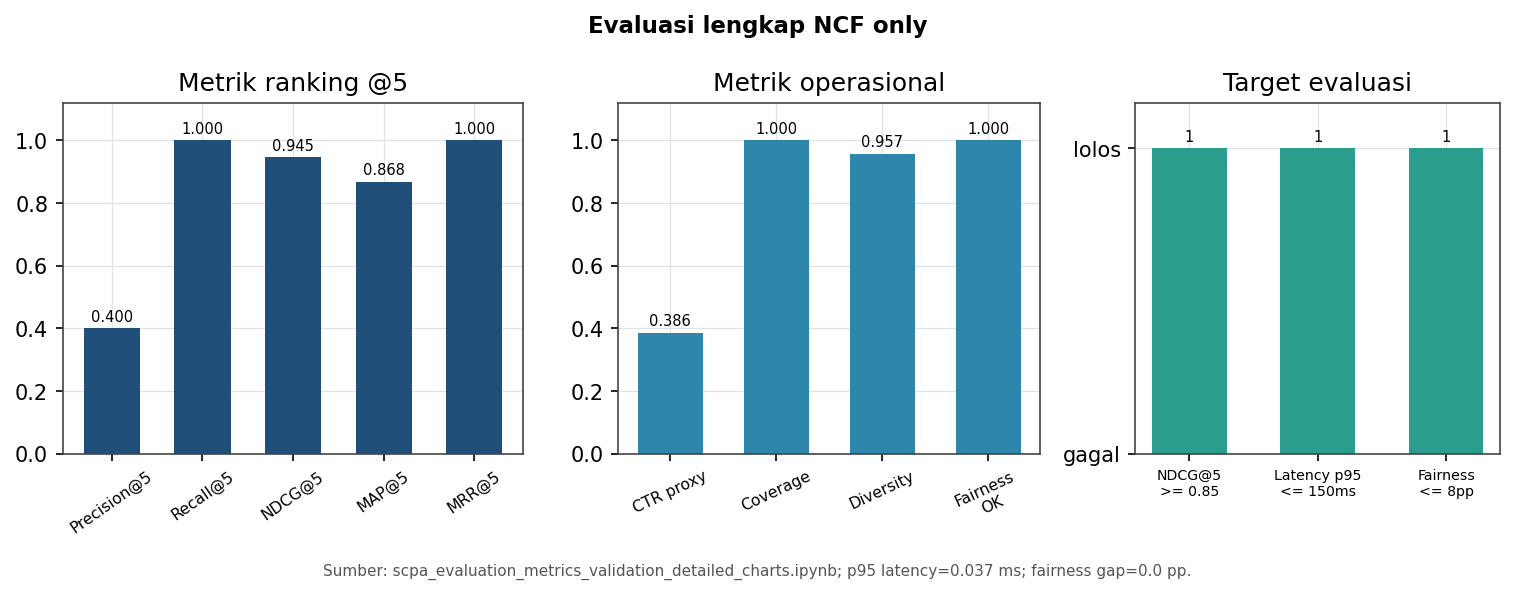 Evaluasi lengkap NCF only
Metrik ranking @5
1.0
0.8
0.6
0.4
0.2
0.0
0.400
1.000
0.945
0.868
1.000
Precision@5
Recall@5
NDCG@5
MAP@5
MRR@5
Metrik operasional
1.0
0.8
0.6
0.4
0.2
0.0
0.386
1.000
0.957
1.000
CTR proxy
Coverage
Diversity
Fairness
OK
Target evaluasi
lolos
gagal
1
1
1
NDCG@5
>= 0.85
Latency p95
<= 150ms
Fairness
<= 8pp
Sumber: scpa_evaluation_metrics_validation_detailed_charts.ipynb; p95 latency=0.037 ms; fairness gap=0.0 pp.